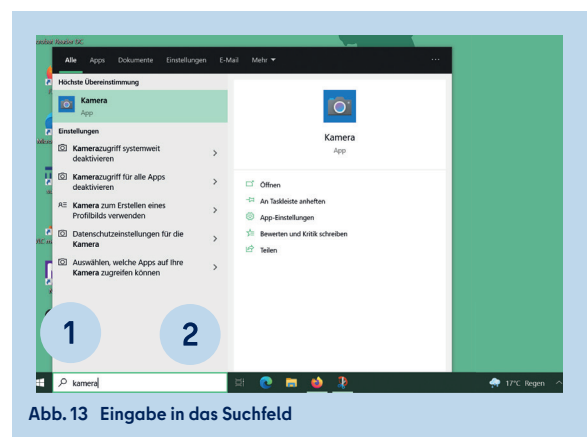 Alle Apps Dokumente Einstellungen E-Mail Mehr ...
Höchste Übereinstimmung
Kamera
App
Einstellungen
Kamerazugriff systemweit
deaktivieren
Kamerazugriff für alle Apps
deaktivieren
Kamera zum Erstellen eines
Profilbilds verwenden
Datenschutzeinstellungen für die
Kamera
Auswählen, welche Apps auf Ihre
Kamera zugreifen können
Kamera
App
Öffnen
An Taskleiste anheften
App-Einstellungen
Bewerten und Kritik schreiben
Teilen
1 2
kamera
17°C Regen
Abb. 13 Eingabe in das Suchfeld